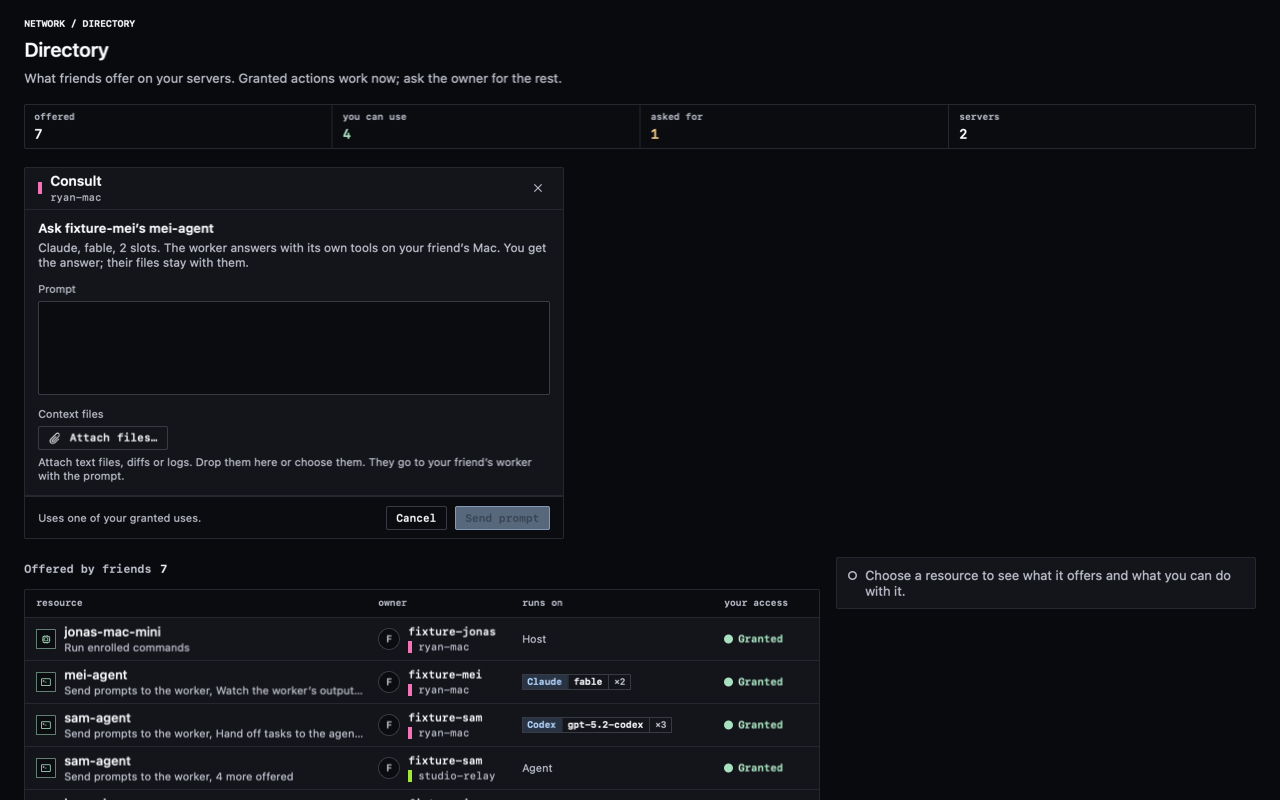 NETWORK / DIRECTORY
Directory
What friends offer on your servers. Granted actions work now; ask the owner for the rest.
offered
7
you can use
4
asked for
1
servers
2
Consult
ryan-mac
Ask fixture-mei’s mei-agent
Claude, fable, 2 slots. The worker answers with its own tools on your friend’s Mac. You get
the answer; their files stay with them.
Prompt
Context files
Attach files…
Attach text files, diffs or logs. Drop them here or choose them. They go to your friend’s worker
with the prompt.
Uses one of your granted uses.
Cancel
Send prompt
Offered by friends 7
Choose a resource to see what it offers and what you can do
with it.
resource owner runs on your access
jonas-mac-mini
Run enrolled commands
F
fixture-jonas
ryan-mac
Host
Granted
mei-agent
Send prompts to the worker, Watch the worker’s output…
F
fixture-mei
ryan-mac
Claude fable ×2
Granted
sam-agent
Send prompts to the worker, Hand off tasks to the agen…
F
fixture-sam
ryan-mac
Codex gpt-5.2-codex ×3
Granted
sam-agent
Send prompts to the worker, 4 more offered
F
fixture-sam
studio-relay
Agent
Granted